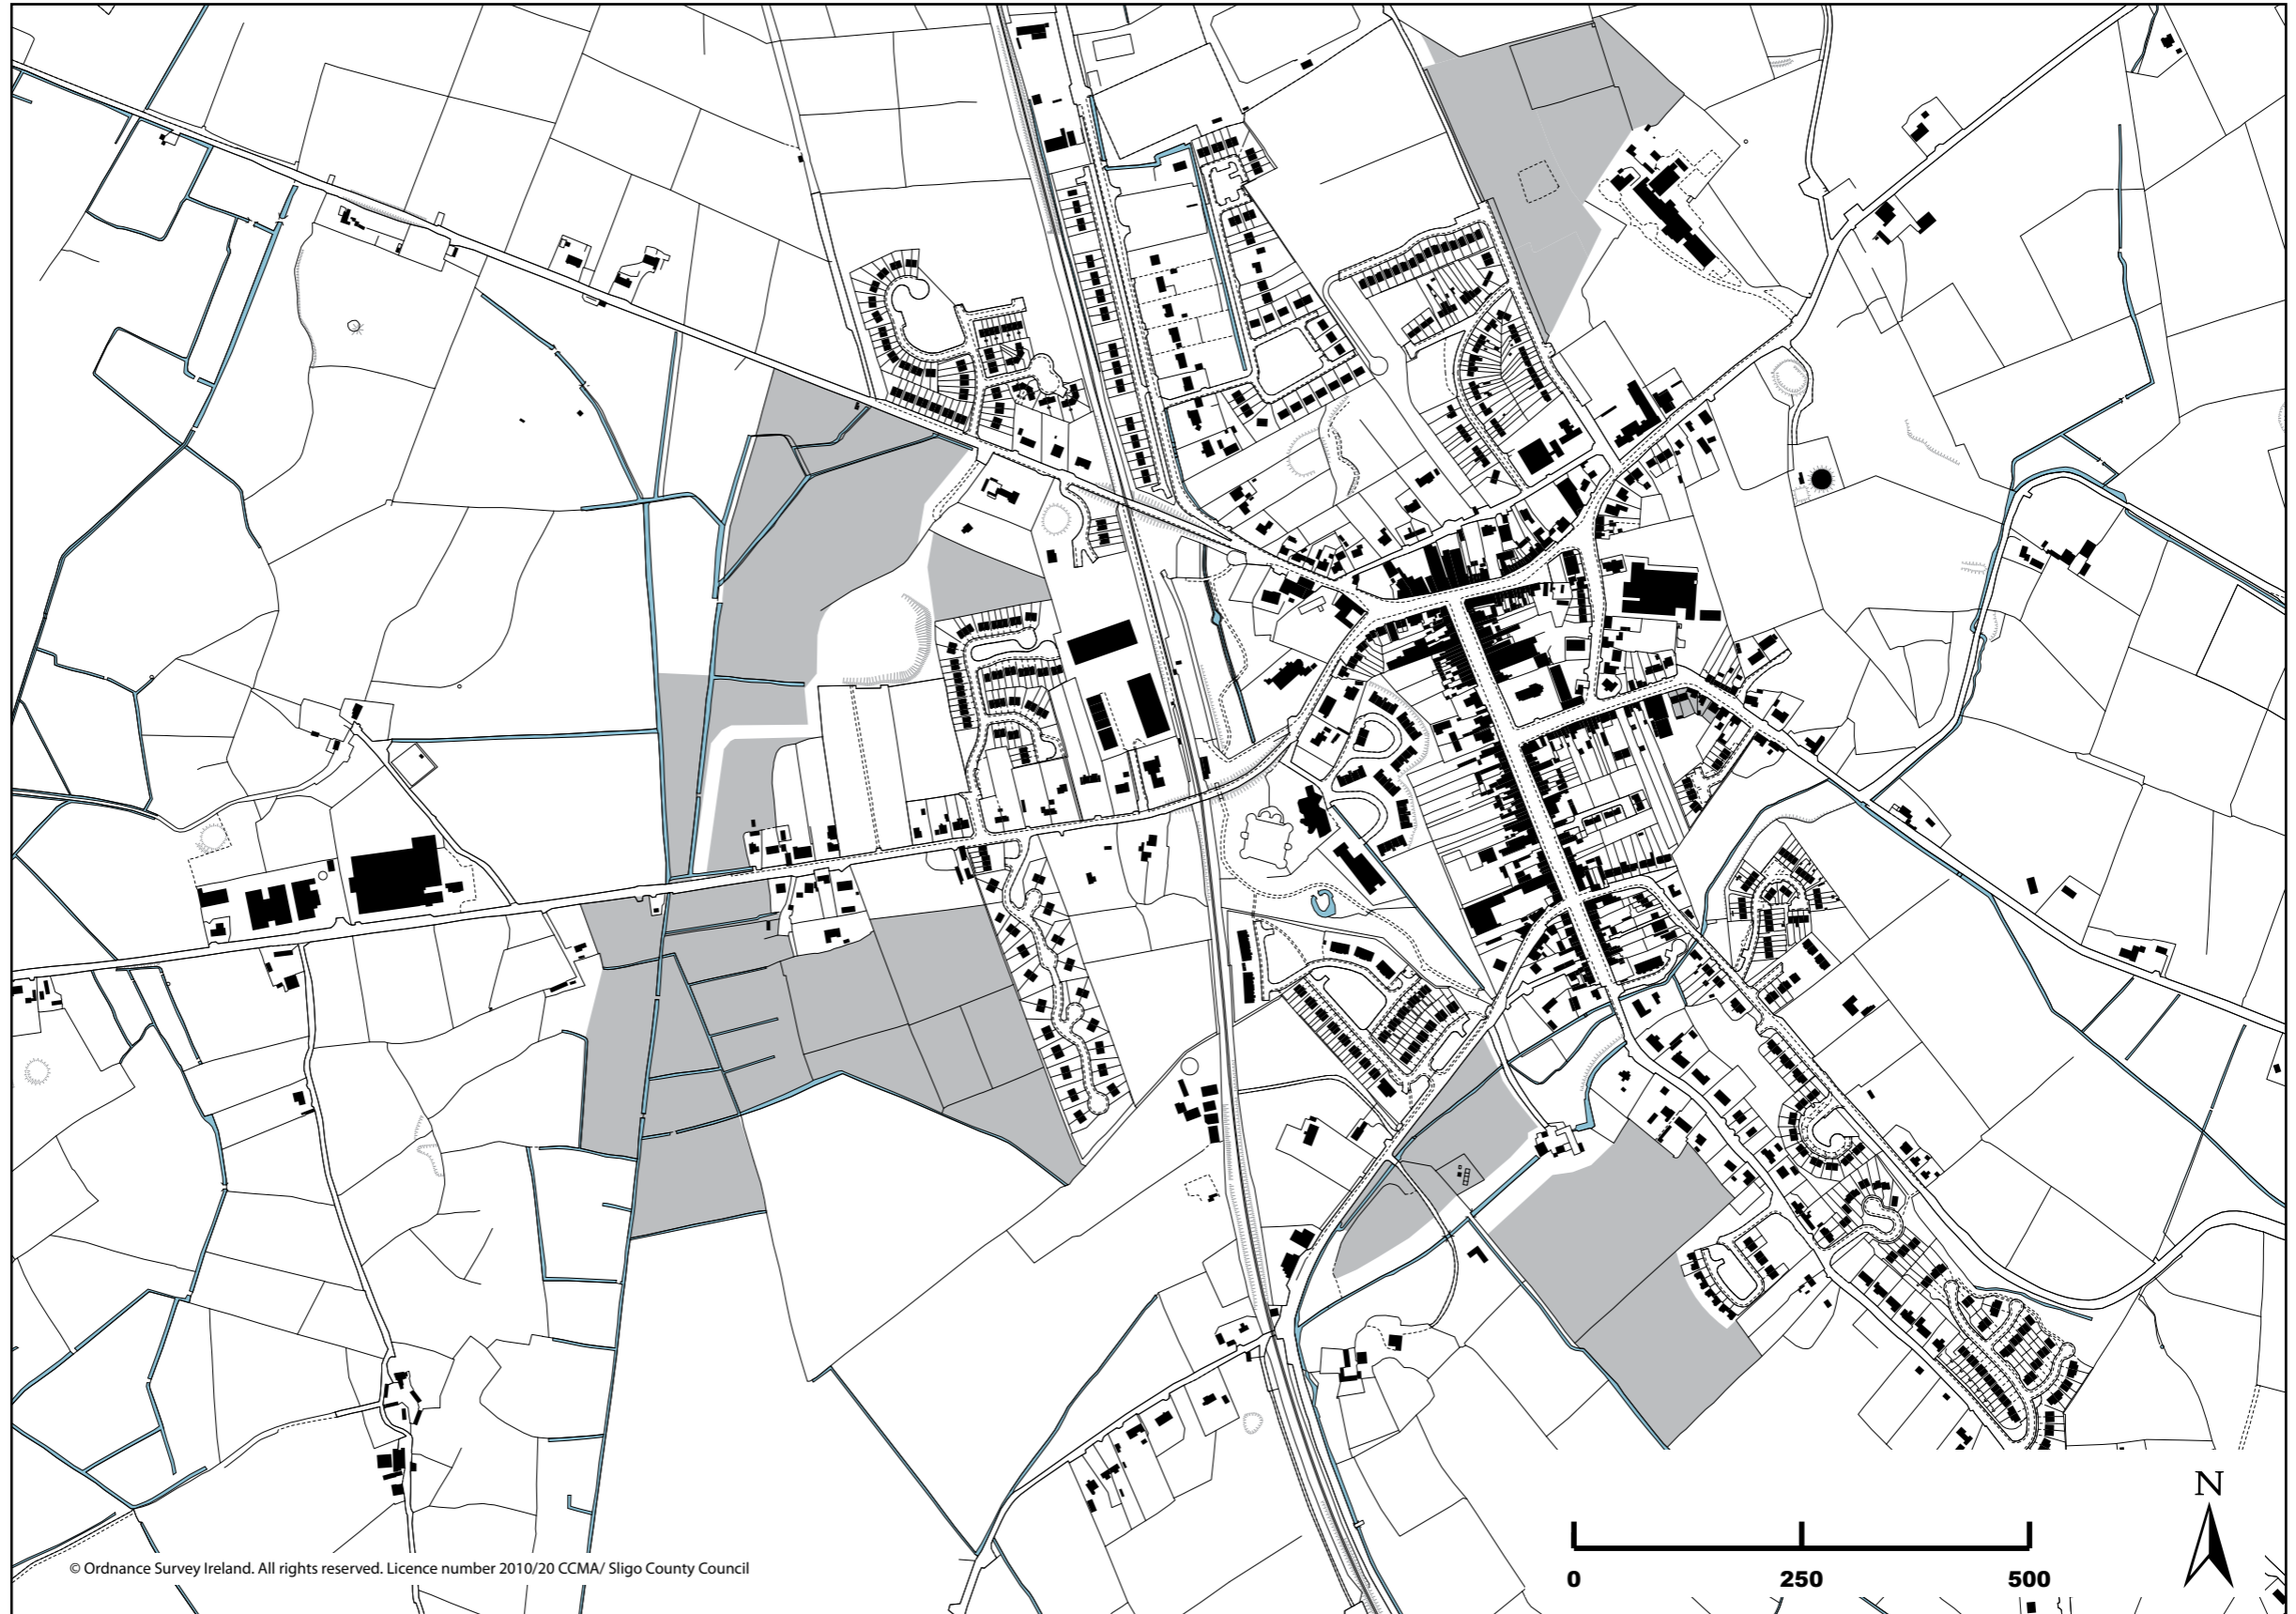 N
0 250 500
© Ordnance Survey Ireland. All rights reserved. Licence number 2010/20 CCMA/ Sligo County Council